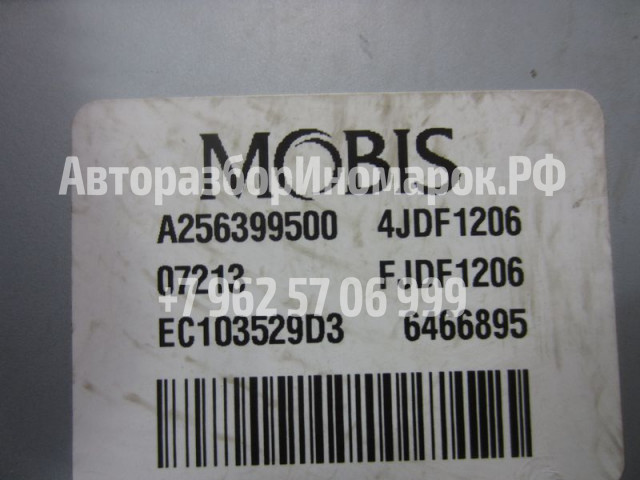 MOBIS
АвторазборИномарок.РФ
A256399500 4JDF1206
07213 FJDF1206
+7 962 57 06 999
EC103529D3 6466895